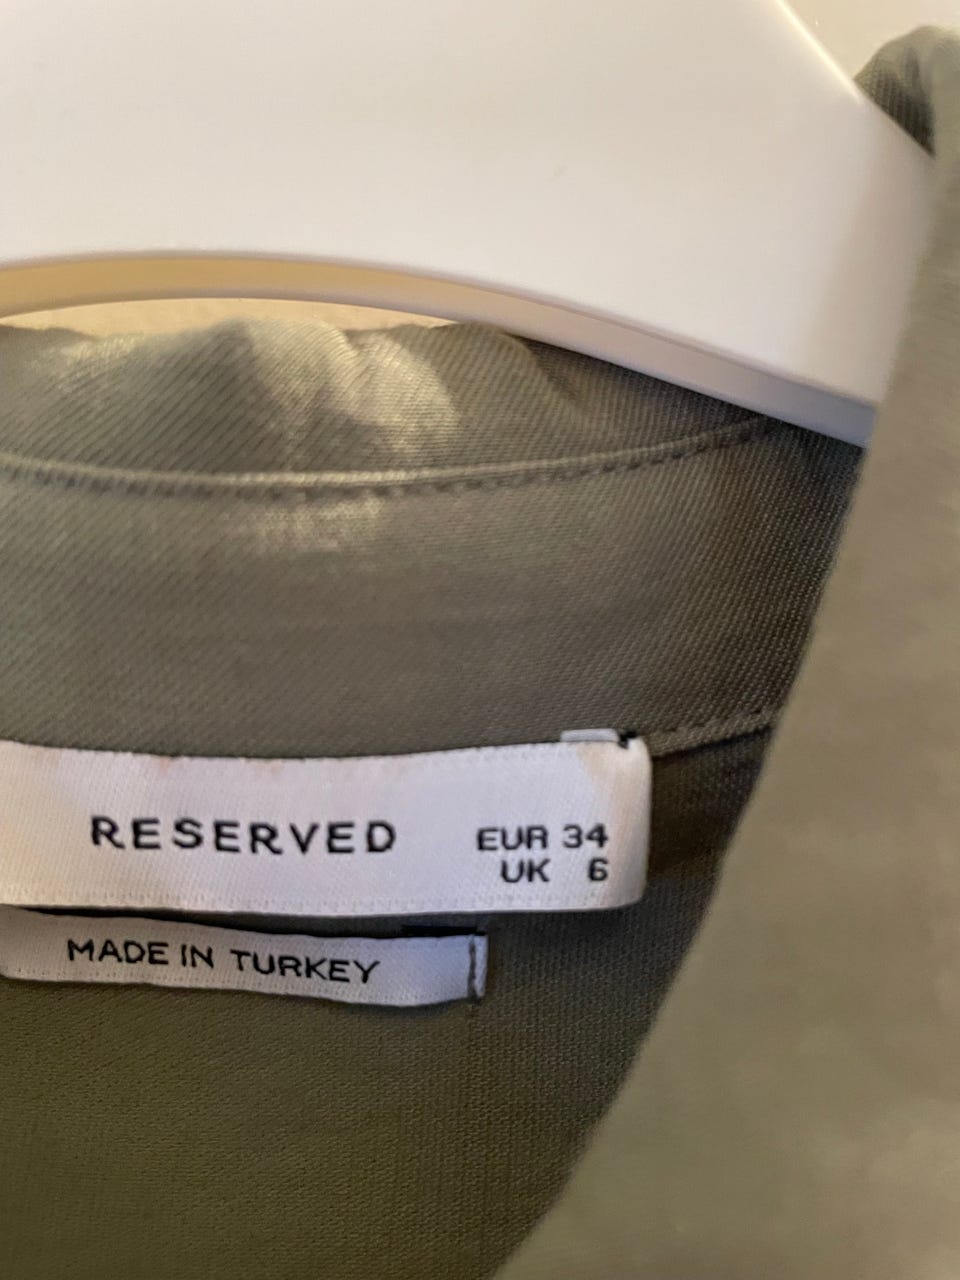 RESERVED
EUR 34
UK 6
MADE IN TURKEY